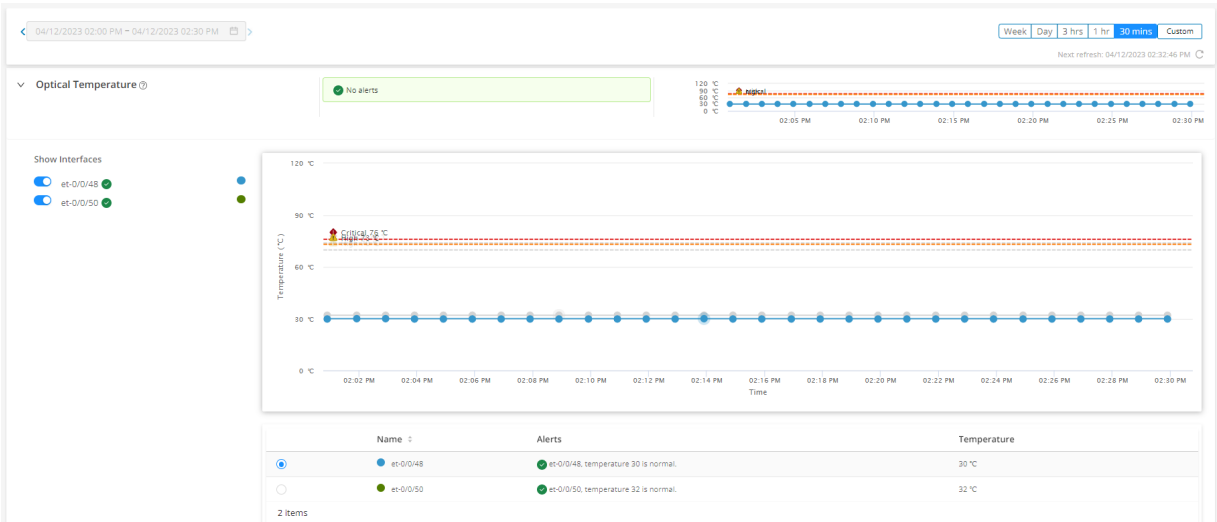 04/12/2023 02:00 PM - 04/12/2023 02:30 PM
Week Day 3 hrs 1 hr 30 mins Custom
Next refresh: 04/12/2023 02:32:46 PM
Optical Temperature
No alerts
120 ℃
90 ℃
60 ℃
30 ℃
0 ℃
02:05 PM 02:10 PM 02:15 PM 02:20 PM 02:25 PM 02:30 PM
Show Interfaces
et-0/0/48
et-0/0/50
120 ℃
90 ℃
60 ℃
30 ℃
0 ℃
Temperature (℃)
Critical 76 ℃
High 73 ℃
02:02 PM 02:04 PM 02:06 PM 02:08 PM 02:10 PM 02:12 PM 02:14 PM 02:16 PM 02:18 PM 02:20 PM 02:22 PM 02:24 PM 02:26 PM 02:28 PM 02:30 PM
Time
Name Alerts Temperature
et-0/0/48 et-0/0/48, temperature 30 is normal. 30 ℃
et-0/0/50 et-0/0/50, temperature 32 is normal. 32 ℃
2 items